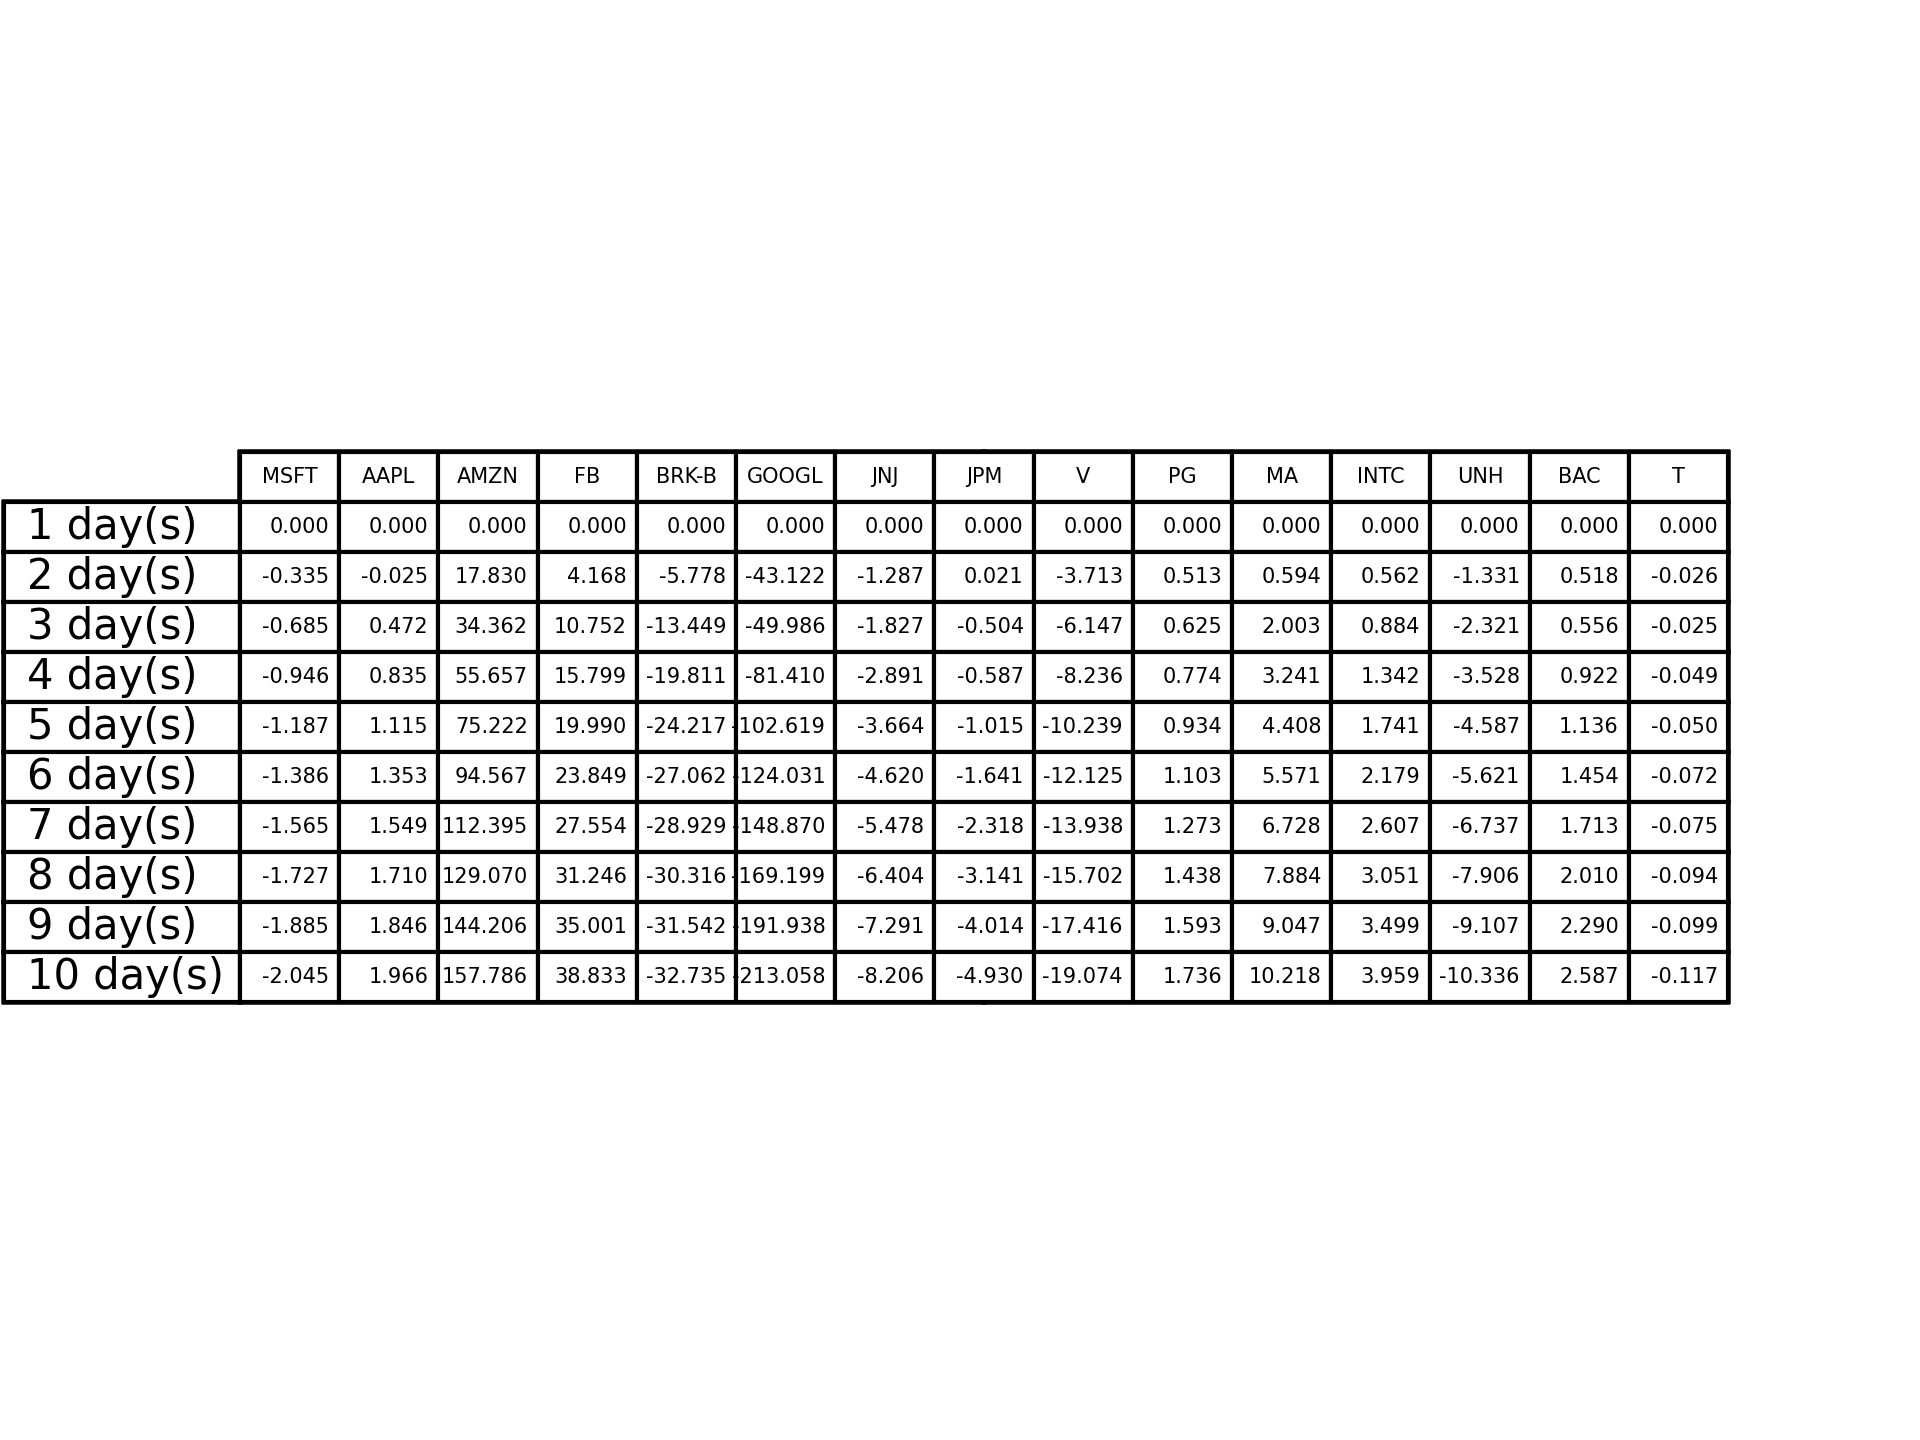 MSFT AAPL AMZN FB BRK-B GOOGL JNJ JPM V PG MA INTC UNH BAC T
1 day(s) 0.000 0.000 0.000 0.000 0.000 0.000 0.000 0.000 0.000 0.000 0.000 0.000 0.000 0.000 0.000
2 day(s) -0.335 -0.025 17.830 4.168 -5.778 -43.122 -1.287 0.021 -3.713 0.513 0.594 0.562 -1.331 0.518 -0.026
3 day(s) -0.685 0.472 34.362 10.752 -13.449 -49.986 -1.827 -0.504 -6.147 0.625 2.003 0.884 -2.321 0.556 -0.025
4 day(s) -0.946 0.835 55.657 15.799 -19.811 -81.410 -2.891 -0.587 -8.236 0.774 3.241 1.342 -3.528 0.922 -0.049
5 day(s) -1.187 1.115 75.222 19.990 -24.217 -102.619 -3.664 -1.015 -10.239 0.934 4.408 1.741 -4.587 1.136 -0.050
6 day(s) -1.386 1.353 94.567 23.849 -27.062 -124.031 -4.620 -1.641 -12.125 1.103 5.571 2.179 -5.621 1.454 -0.072
7 day(s) -1.565 1.549 112.395 27.554 -28.929 -148.870 -5.478 -2.318 -13.938 1.273 6.728 2.607 -6.737 1.713 -0.075
8 day(s) -1.727 1.710 129.070 31.246 -30.316 -169.199 -6.404 -3.141 -15.702 1.438 7.884 3.051 -7.906 2.010 -0.094
9 day(s) -1.885 1.846 144.206 35.001 -31.542 -191.938 -7.291 -4.014 -17.416 1.593 9.047 3.499 -9.107 2.290 -0.099
10 day(s) -2.045 1.966 157.786 38.833 -32.735 -213.058 -8.206 -4.930 -19.074 1.736 10.218 3.959 -10.336 2.587 -0.117